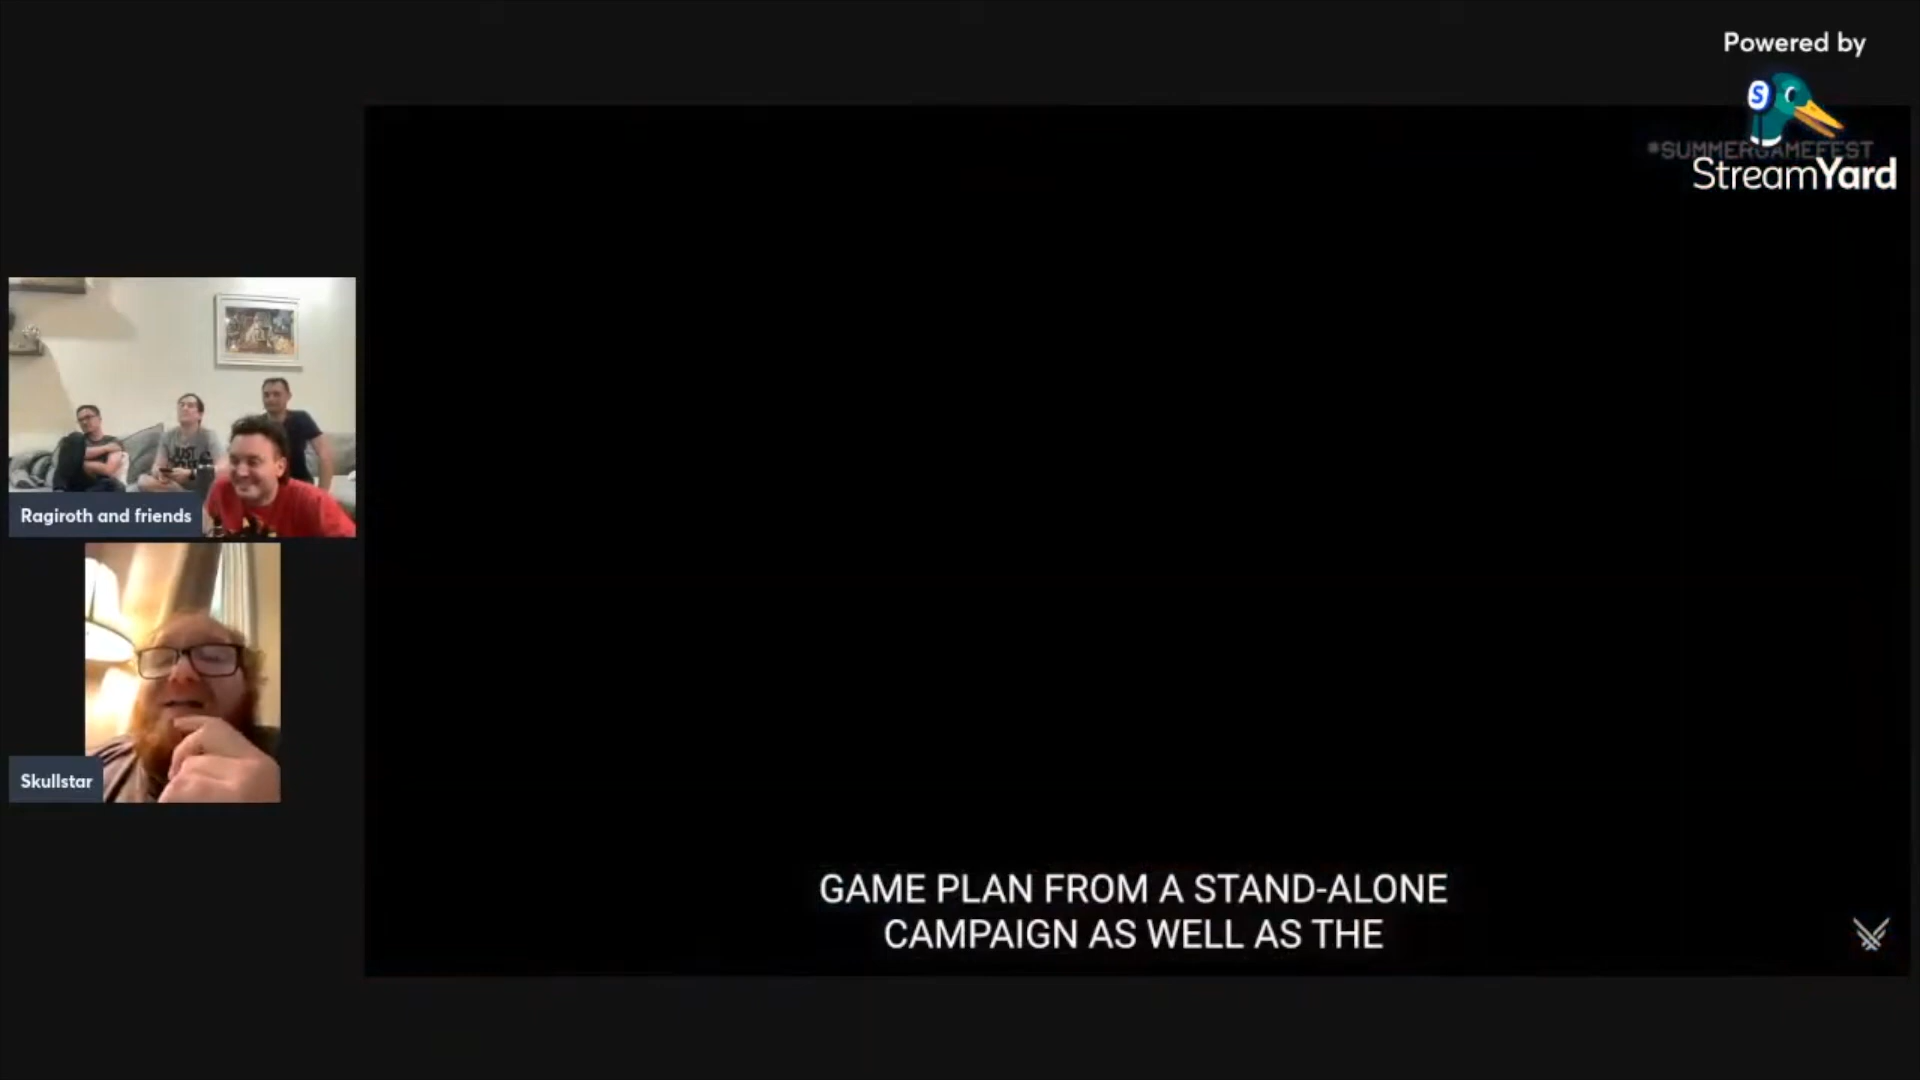 Powered by
#SUMMERGAMEFEST
StreamYard
Ragiroth and friends
Skullstar
GAME PLAN FROM A STAND-ALONE
CAMPAIGN AS WELL AS THE